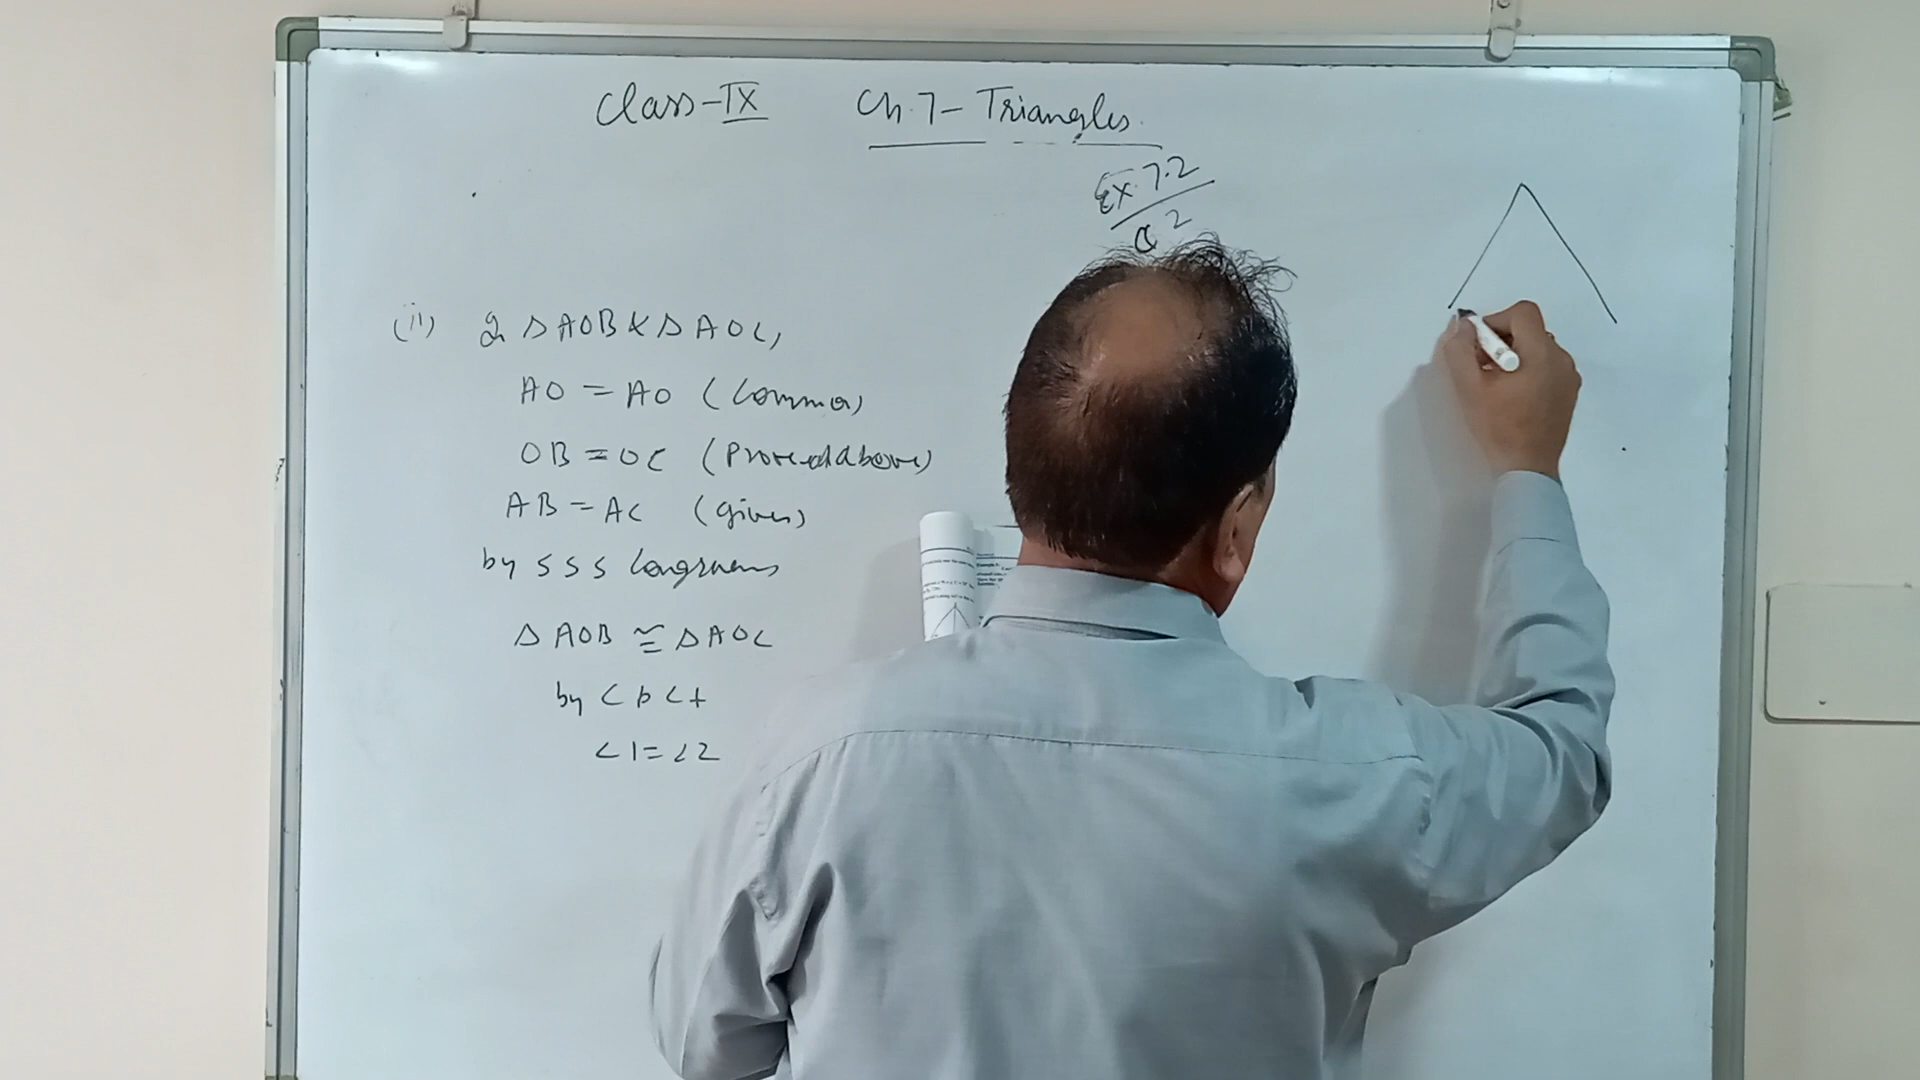 Class-IX Ch.7- Triangles.
Ex. 7.2
Q 2
(ii) In Δ AOB & Δ AOC,
AO = AO (Common)
OB = OC (Proved above)
AB = AC (given)
by SSS Congruence
Δ AOB ≅ Δ AOC
by CPCT
∠1 = ∠2